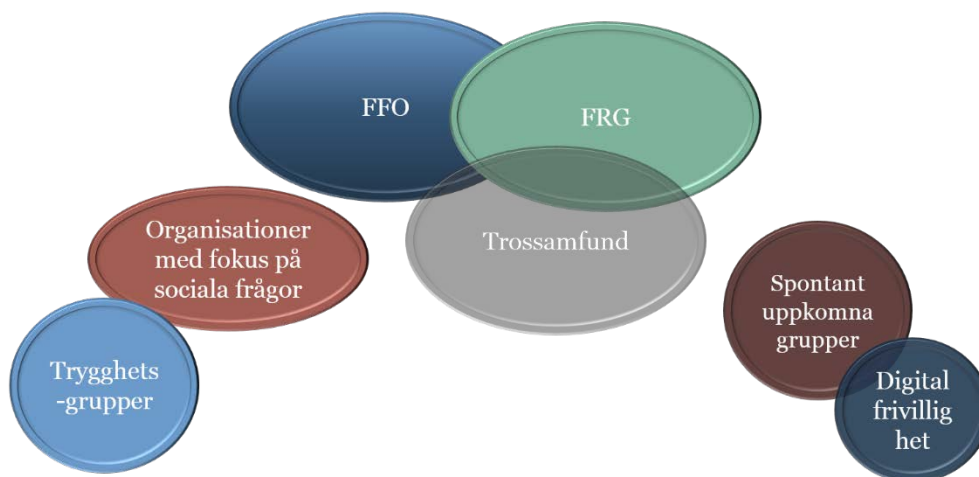 FFO
FRG
Organisationer
med fokus på
sociala frågor
Trossamfund
Spontant
uppkomna
grupper
Trygghets
-grupper
Digital
frivillig
het